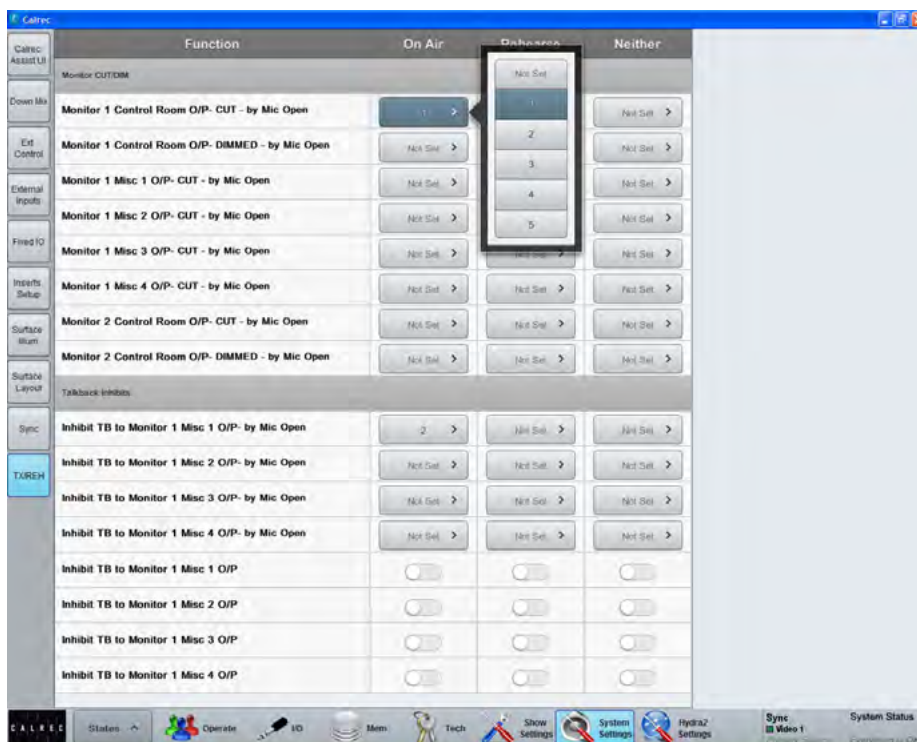 Calrec
Function On Air Rehearse Neither
Calrec Assist UI
Down Mix
Ext Control
External Inputs
Fixed IO
Inserts Setup
Surface Illum
Surface Layout
Sync
TX/REH
Monitor CUT/DIM
Monitor 1 Control Room O/P- CUT - by Mic Open 1 > Not Set >
Monitor 1 Control Room O/P- DIMMED - by Mic Open Not Set > Not Set >
Monitor 1 Misc 1 O/P- CUT - by Mic Open Not Set > Not Set >
Monitor 1 Misc 2 O/P- CUT - by Mic Open Not Set > Not Set >
Monitor 1 Misc 3 O/P- CUT - by Mic Open Not Set > Not Set >
Monitor 1 Misc 4 O/P- CUT - by Mic Open Not Set > Not Set > Not Set >
Monitor 2 Control Room O/P- CUT - by Mic Open Not Set > Not Set > Not Set >
Monitor 2 Control Room O/P- DIMMED - by Mic Open Not Set > Not Set > Not Set >
Not Set
1
2
3
4
5
Talkback Inhibits
Inhibit TB to Monitor 1 Misc 1 O/P- by Mic Open 2 > Not Set > Not Set >
Inhibit TB to Monitor 1 Misc 2 O/P- by Mic Open Not Set > Not Set > Not Set >
Inhibit TB to Monitor 1 Misc 3 O/P- by Mic Open Not Set > Not Set > Not Set >
Inhibit TB to Monitor 1 Misc 4 O/P- by Mic Open Not Set > Not Set > Not Set >
Inhibit TB to Monitor 1 Misc 1 O/P
Inhibit TB to Monitor 1 Misc 2 O/P
Inhibit TB to Monitor 1 Misc 3 O/P
Inhibit TB to Monitor 1 Misc 4 O/P
CALREC States Operate I/O Mem Tech Show Settings System Settings Hydra2 Settings
Sync
Video 1
System Status